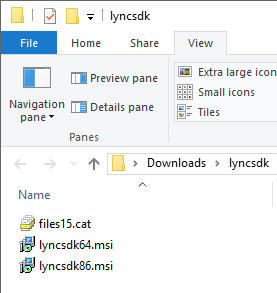 lyncsdk
File Home Share View
Navigation pane
Preview pane
Details pane
Extra large icon
Small icons
Tiles
Panes
Downloads lyncsdk
Name
files15.cat
lyncsdk64.msi
lyncsdk86.msi